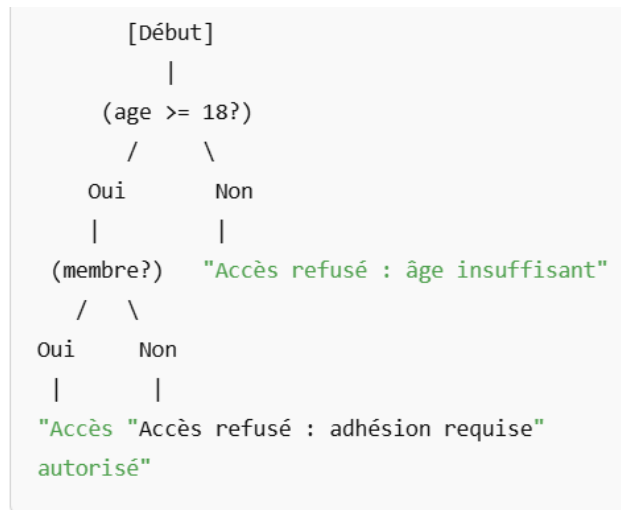 [Début]
|
(age >= 18?)
/ \
Oui Non
| |
(membre?) "Accès refusé : âge insuffisant"
/ \
Oui Non
| |
"Accès "Accès refusé : adhésion requise"
autorisé"